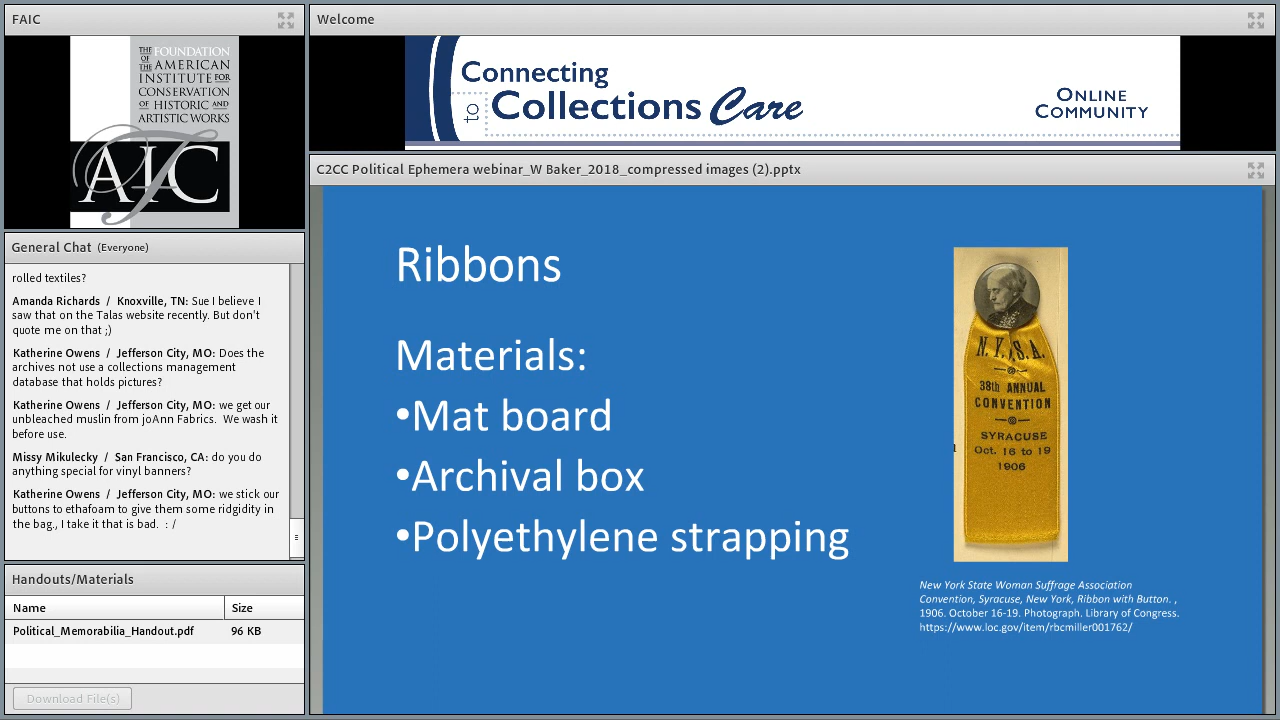 FAIC
THE FOUNDATION
OF THE AMERICAN
INSTITUTE FOR
CONSERVATION
OF HISTORIC AND
ARTISTIC WORKS
AIC
General Chat (Everyone)
rolled textiles?
Amanda Richards / Knoxville, TN: Sue I believe I
saw that on the Talas website recently. But don't
quote me on that ;)
Katherine Owens / Jefferson City, MO: Does the
archives not use a collections management
database that holds pictures?
Katherine Owens / Jefferson City, MO: we get our
unbleached muslin from joAnn Fabrics. We wash it
before use.
Missy Mikulecky / San Francisco, CA: do you do
anything special for vinyl banners?
Katherine Owens / Jefferson City, MO: we stick our
buttons to ethafoam to give them some ridgidity in
the bag., I take it that is bad. : /
Handouts/Materials
Name Size
Political_Memorabilia_Handout.pdf 96 KB
Download File(s)
Welcome
Connecting
to Collections Care
ONLINE
COMMUNITY
C2CC Political Ephemera webinar_W Baker_2018_compressed images (2).pptx
Ribbons
Materials:
•Mat board
•Archival box
•Polyethylene strapping
N.Y.S.A.
38th ANNUAL
CONVENTION
SYRACUSE
Oct. 16 to 19
1906
New York State Woman Suffrage Association
Convention, Syracuse, New York, Ribbon with Button. ,
1906. October 16-19. Photograph. Library of Congress.
https://www.loc.gov/item/rbcmiller001762/